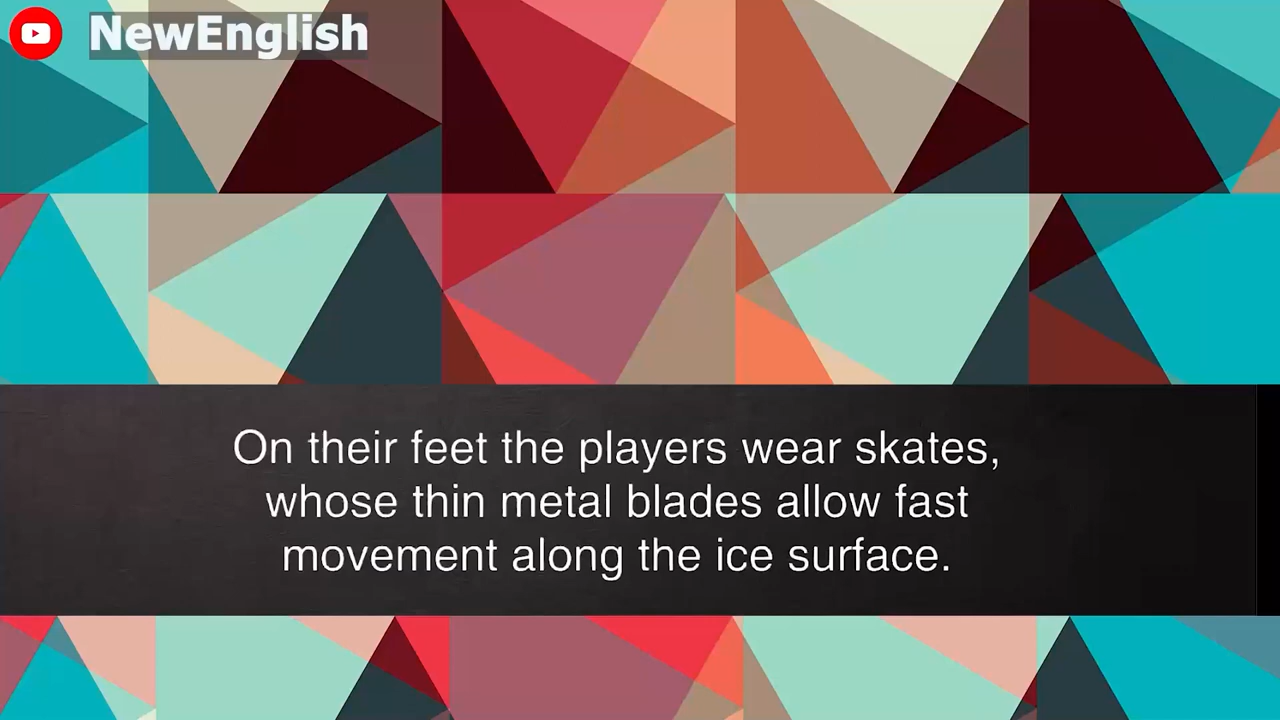 NewEnglish
On their feet the players wear skates,
whose thin metal blades allow fast
movement along the ice surface.